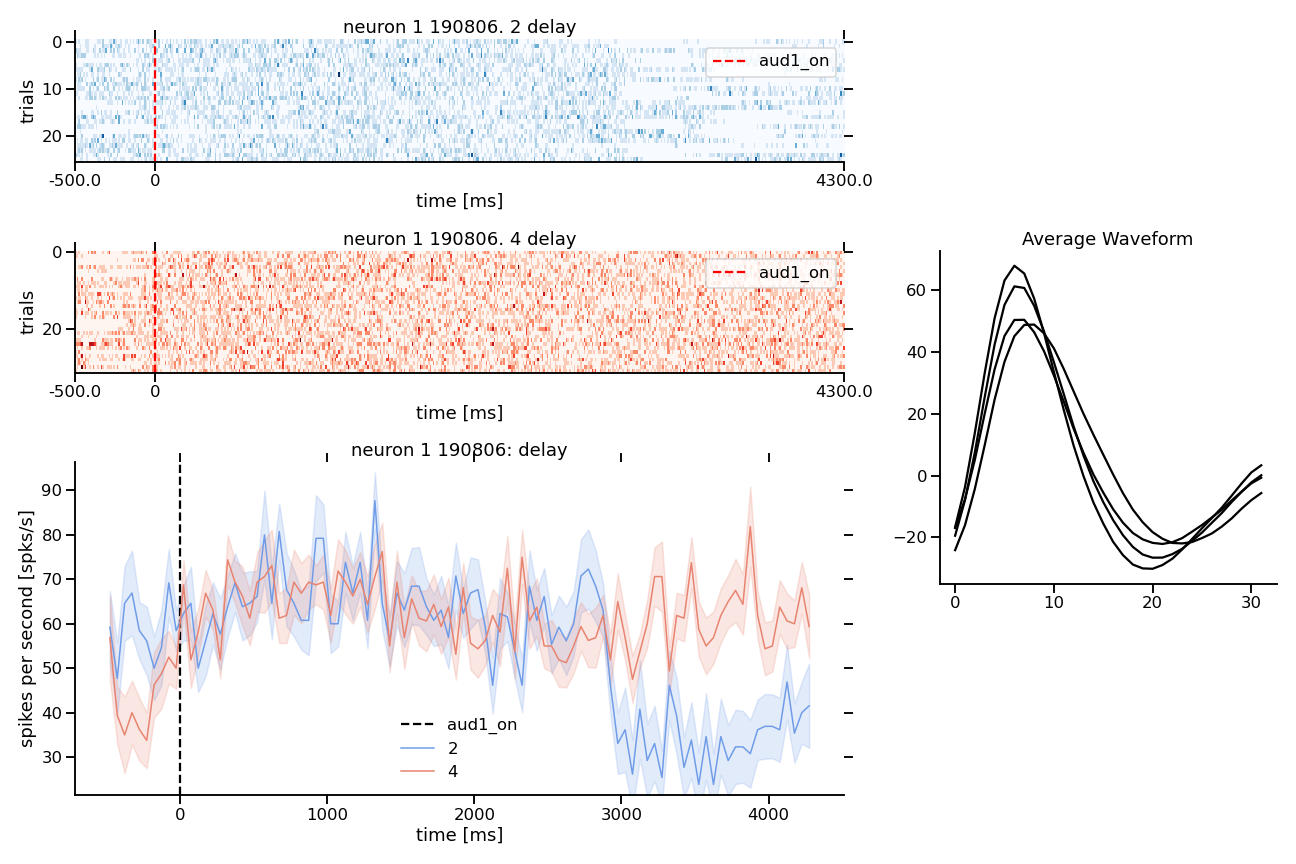 neuron 1 190806. 2 delay
0
10
20
trials
aud1_on
-500.0
0
4300.0
time [ms]
neuron 1 190806. 4 delay
0
20
trials
aud1_on
-500.0
0
4300.0
time [ms]
neuron 1 190806: delay
90
80
70
60
50
40
30
spikes per second [spks/s]
aud1_on
2
4
0
1000
2000
3000
4000
time [ms]
Average Waveform
60
40
20
0
−20
0
10
20
30